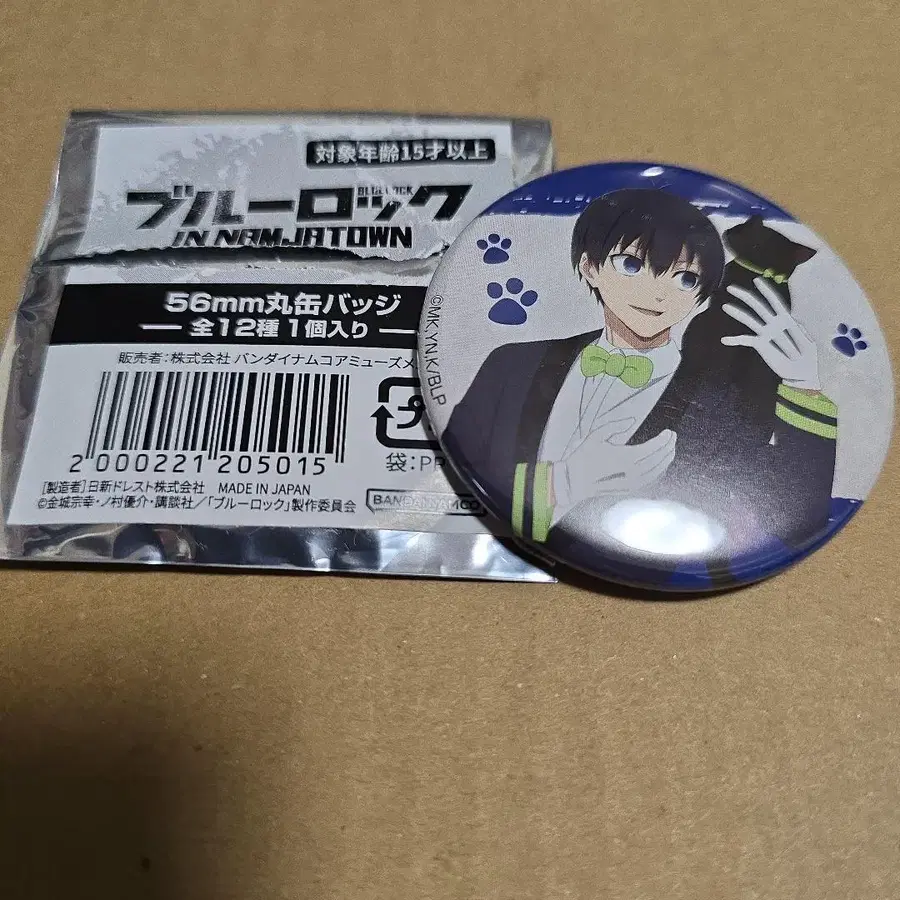 対象年齢15才以上
BLUELOCK
ブルーロック
IN NAMJATOWN
56mm丸缶バッジ
全12種 1個入り
販売者:株式会社 バンダイナムコアミューズメ
2 000221 205015
プ
袋:PP
[製造者]日新ドレスト株式会社 MADE IN JAPAN
©金城宗幸・ノ村優介・講談社/「ブルーロック」製作委員会
BANDAI NAMCO
©MK,YN,K/BLP